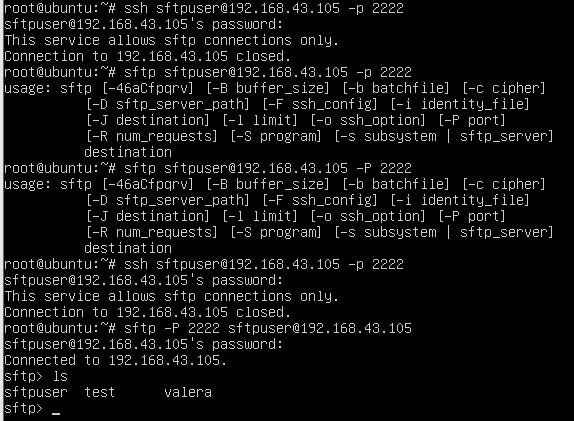 root@ubuntu:~# ssh sftpuser@192.168.43.105 -p 2222
sftpuser@192.168.43.105's password:
This service allows sftp connections only.
Connection to 192.168.43.105 closed.
root@ubuntu:~# sftp sftpuser@192.168.43.105 -p 2222
usage: sftp [-46aCfpqrv] [-B buffer_size] [-b batchfile] [-c cipher]
          [-D sftp_server_path] [-F ssh_config] [-i identity_file]
          [-J destination] [-l limit] [-o ssh_option] [-P port]
          [-R num_requests] [-S program] [-s subsystem | sftp_server]
          destination
root@ubuntu:~# sftp sftpuser@192.168.43.105 -P 2222
usage: sftp [-46aCfpqrv] [-B buffer_size] [-b batchfile] [-c cipher]
          [-D sftp_server_path] [-F ssh_config] [-i identity_file]
          [-J destination] [-l limit] [-o ssh_option] [-P port]
          [-R num_requests] [-S program] [-s subsystem | sftp_server]
          destination
root@ubuntu:~# ssh sftpuser@192.168.43.105 -p 2222
sftpuser@192.168.43.105's password:
This service allows sftp connections only.
Connection to 192.168.43.105 closed.
root@ubuntu:~# sftp -P 2222 sftpuser@192.168.43.105
sftpuser@192.168.43.105's password:
Connected to 192.168.43.105.
sftp> ls
sftpuser  test      valera
sftp> _